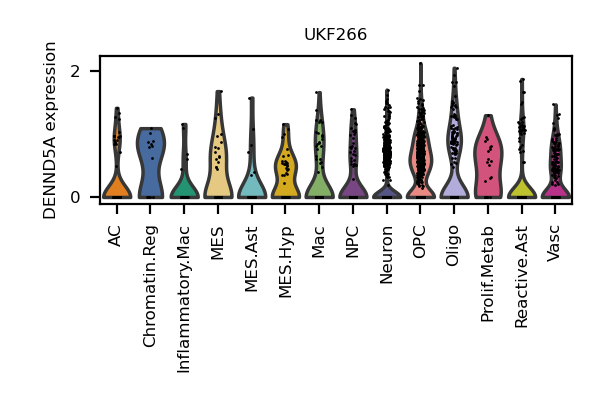 UKF266
DENND5A expression
2
0
AC
Chromatin.Reg
Inflammatory.Mac
MES
MES.Ast
MES.Hyp
Mac
NPC
Neuron
OPC
Oligo
Prolif.Metab
Reactive.Ast
Vasc